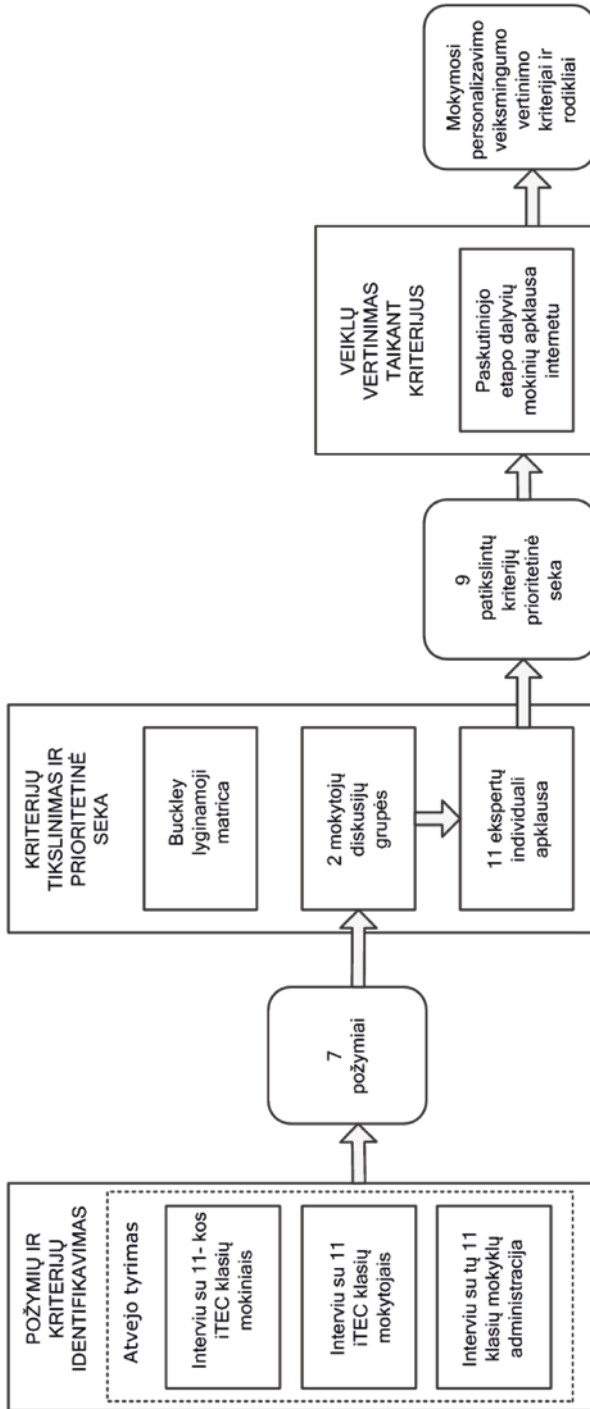 POŽYMIŲ IR
KRITERIJŲ
IDENTIFIKAVIMAS
Atvejo tyrimas
Interviu su 11- kos
iTEC klasių
mokiniais
Interviu su 11
iTEC klasių
mokytojais
Interviu su tų 11
klasių mokyklų
administracija
7
požymiai
KRITERIJŲ
TIKSLINIMAS IR
PRIORITETINĖ
SEKA
Buckley
lyginamoji
matrica
2 mokytojų
diskusijų
grupės
11 ekspertų
individuali
apklausa
9
patikslintų
kriterijų
prioritetinė
seka
VEIKLŲ
VERTINIMAS
TAIKANT
KRITERIJUS
Paskutiniojo
etapo dalyvių
mokinių apklausa
internetu
Mokymosi
personalizavimo
veiksmingumo
vertinimo
kriterijai ir
rodikliai